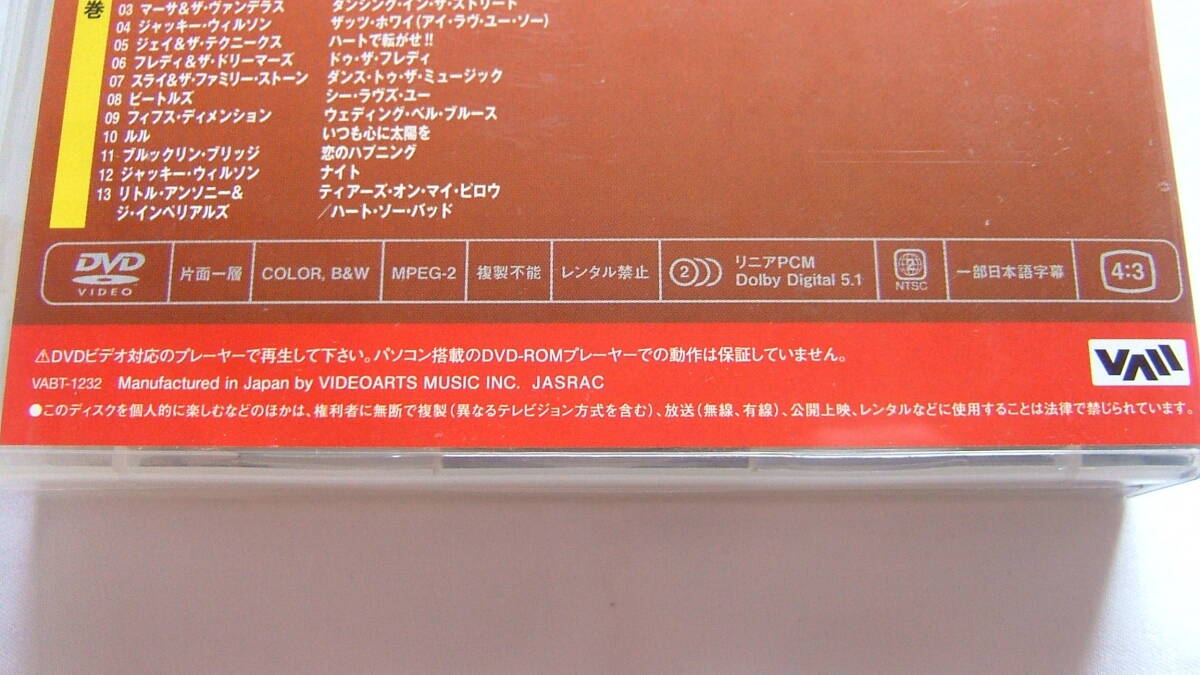 巻
03 マーサ&ザ・ヴァンデラス ダンシング・イン・ザ・ストリート
04 ジャッキー・ウィルソン ザッツ・ホワイ(アイ・ラヴ・ユー・ソー)
05 ジェイ&ザ・テクニークス ハートで転がせ!!
06 フレディ&ザ・ドリーマーズ ドゥ・ザ・フレディ
07 スライ&ザ・ファミリー・ストーン ダンス・トゥ・ザ・ミュージック
08 ビートルズ シー・ラヴズ・ユー
09 フィフス・ディメンション ウェディング・ベル・ブルース
10 ルル いつも心に太陽を
11 ブルックリン・ブリッジ 恋のハプニング
12 ジャッキー・ウィルソン ナイト
13 リトル・アンソニー& ティアーズ・オン・マイ・ピロウ
ジ・インペリアルズ /ハート・ソー・バッド
DVD VIDEO 片面一層 COLOR, B&W MPEG-2 複製不能 レンタル禁止 2 リニアPCM Dolby Digital 5.1 2 NTSC 一部日本語字幕 4:3
⚠DVDビデオ対応のプレーヤーで再生して下さい。パソコン搭載のDVD-ROMプレーヤーでの動作は保証していません。
VABT-1232 Manufactured in Japan by VIDEOARTS MUSIC INC. JASRAC
VAM
●このディスクを個人的に楽しむなどのほかは、権利者に無断で複製(異なるテレビジョン方式を含む)、放送(無線、有線)、公開上映、レンタルなどに使用することは法律で禁じられています。